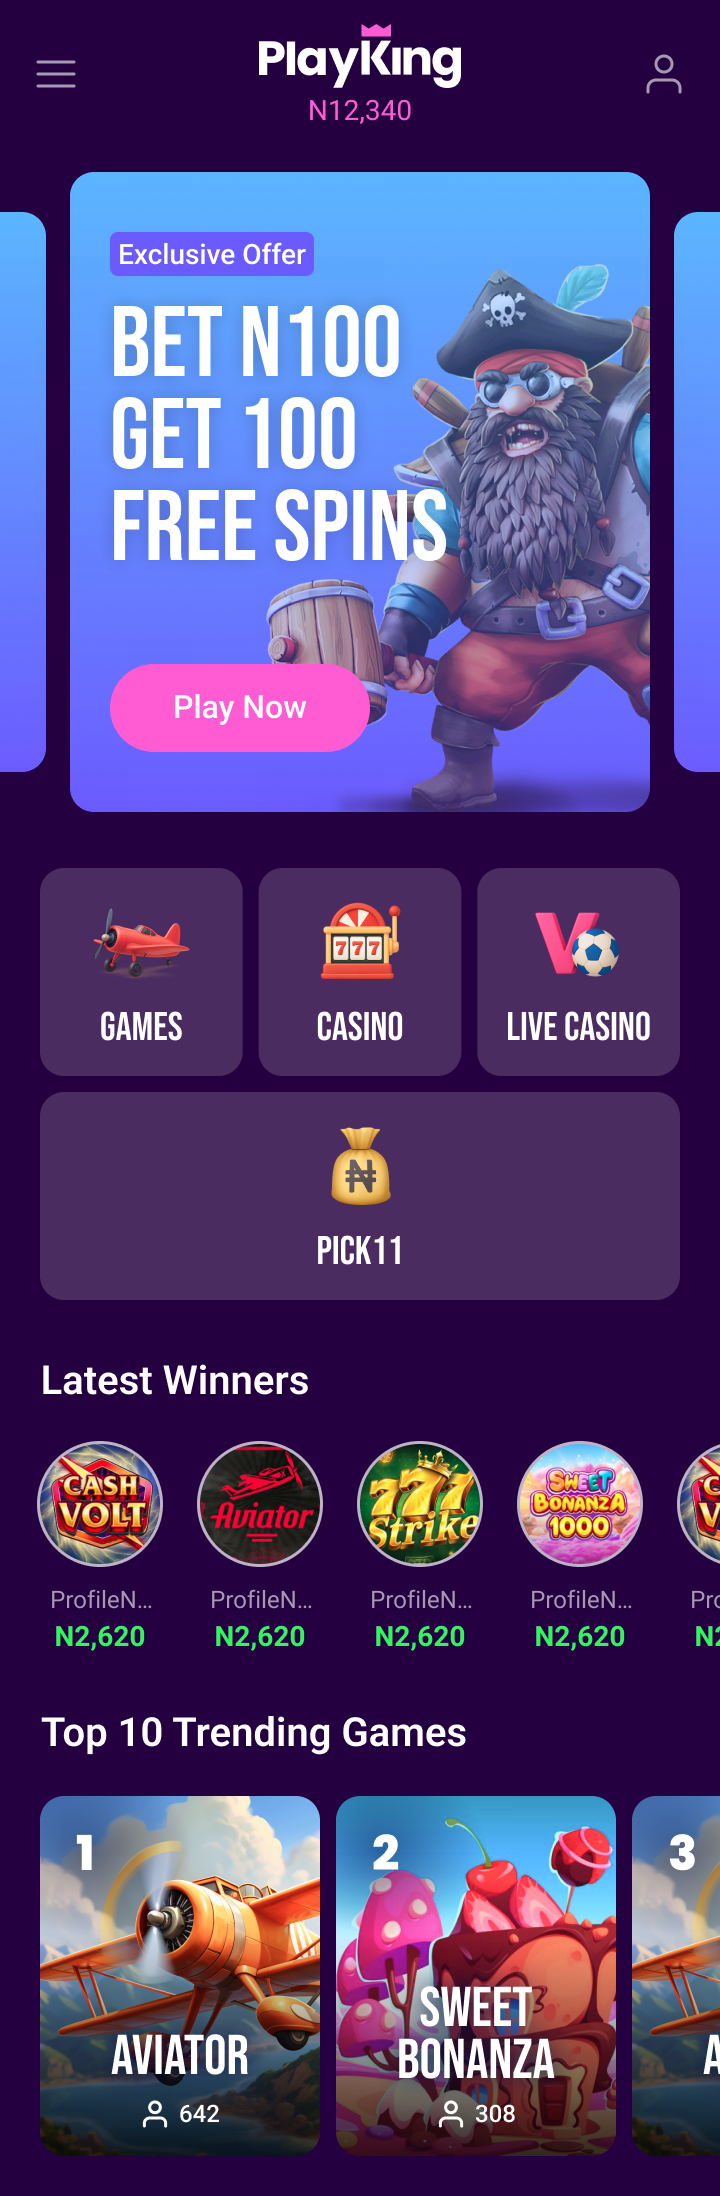 PlayKing
N12,340
Exclusive Offer
BET N100
GET 100
FREE SPINS
Play Now
777
GAMES
CASINO
LIVE CASINO
₦
PICK11
Latest Winners
CASH
VOLT
Aviator
777
Strike
SWEET
BONANZA
1000
ProfileN...
ProfileN...
ProfileN...
ProfileN...
N2,620
N2,620
N2,620
N2,620
Top 10 Trending Games
1
2
3
AVIATOR
SWEET
BONANZA
642
308